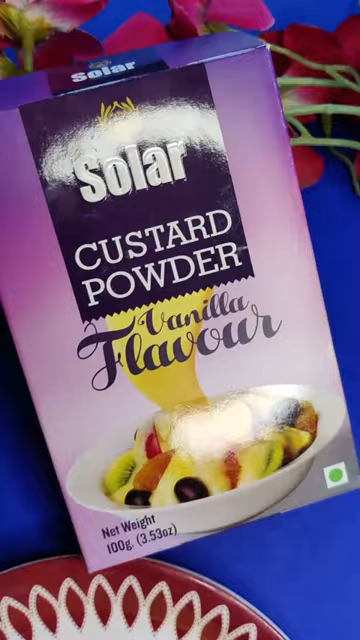 Solar
Solar
CUSTARD
POWDER
Vanilla
Flavour
Net Weight
100g. (3.53oz)